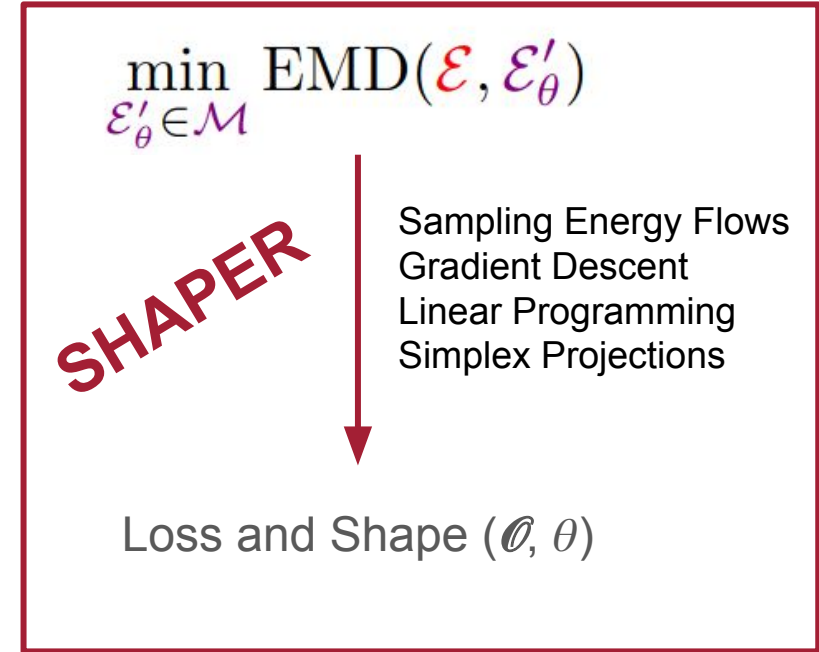 min EMD(ℰ, ℰ′_θ)
ℰ′_θ∈ℳ
SHAPER
Sampling Energy Flows
Gradient Descent
Linear Programming
Simplex Projections
Loss and Shape (𝒪, θ)